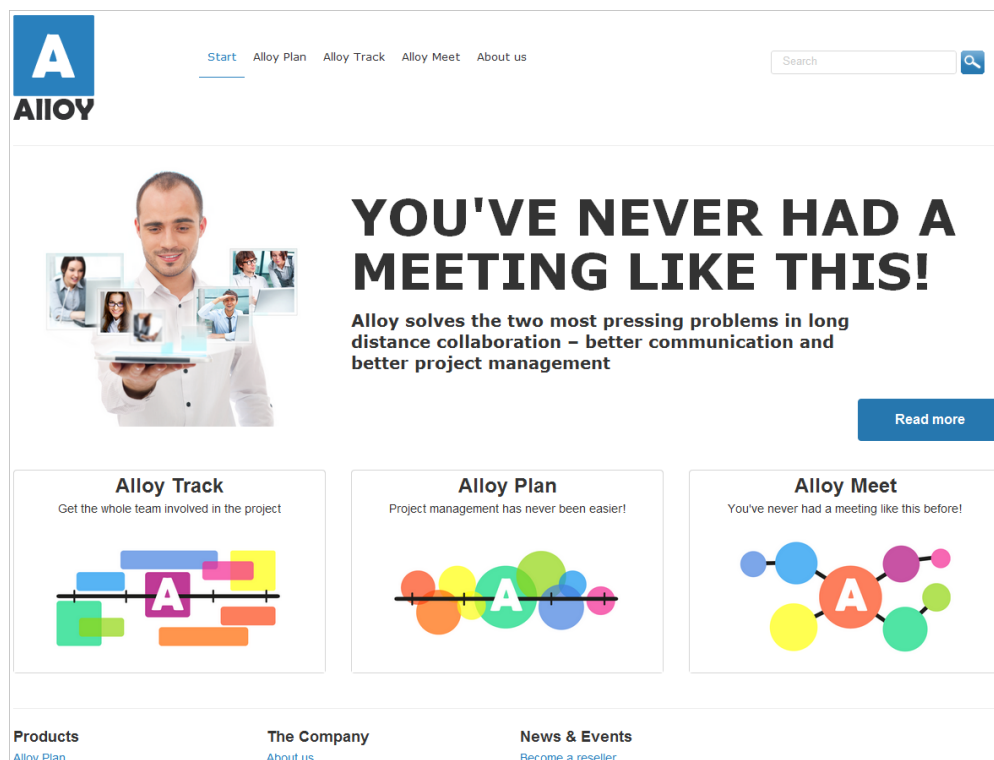 A
Alloy
Start Alloy Plan Alloy Track Alloy Meet About us
Search
YOU'VE NEVER HAD A
MEETING LIKE THIS!
Alloy solves the two most pressing problems in long
distance collaboration – better communication and
better project management
Read more
Alloy Track
Get the whole team involved in the project
A
Alloy Plan
Project management has never been easier!
A
Alloy Meet
You've never had a meeting like this before!
A
Products
Alloy Plan
The Company
About us
News & Events
Become a reseller